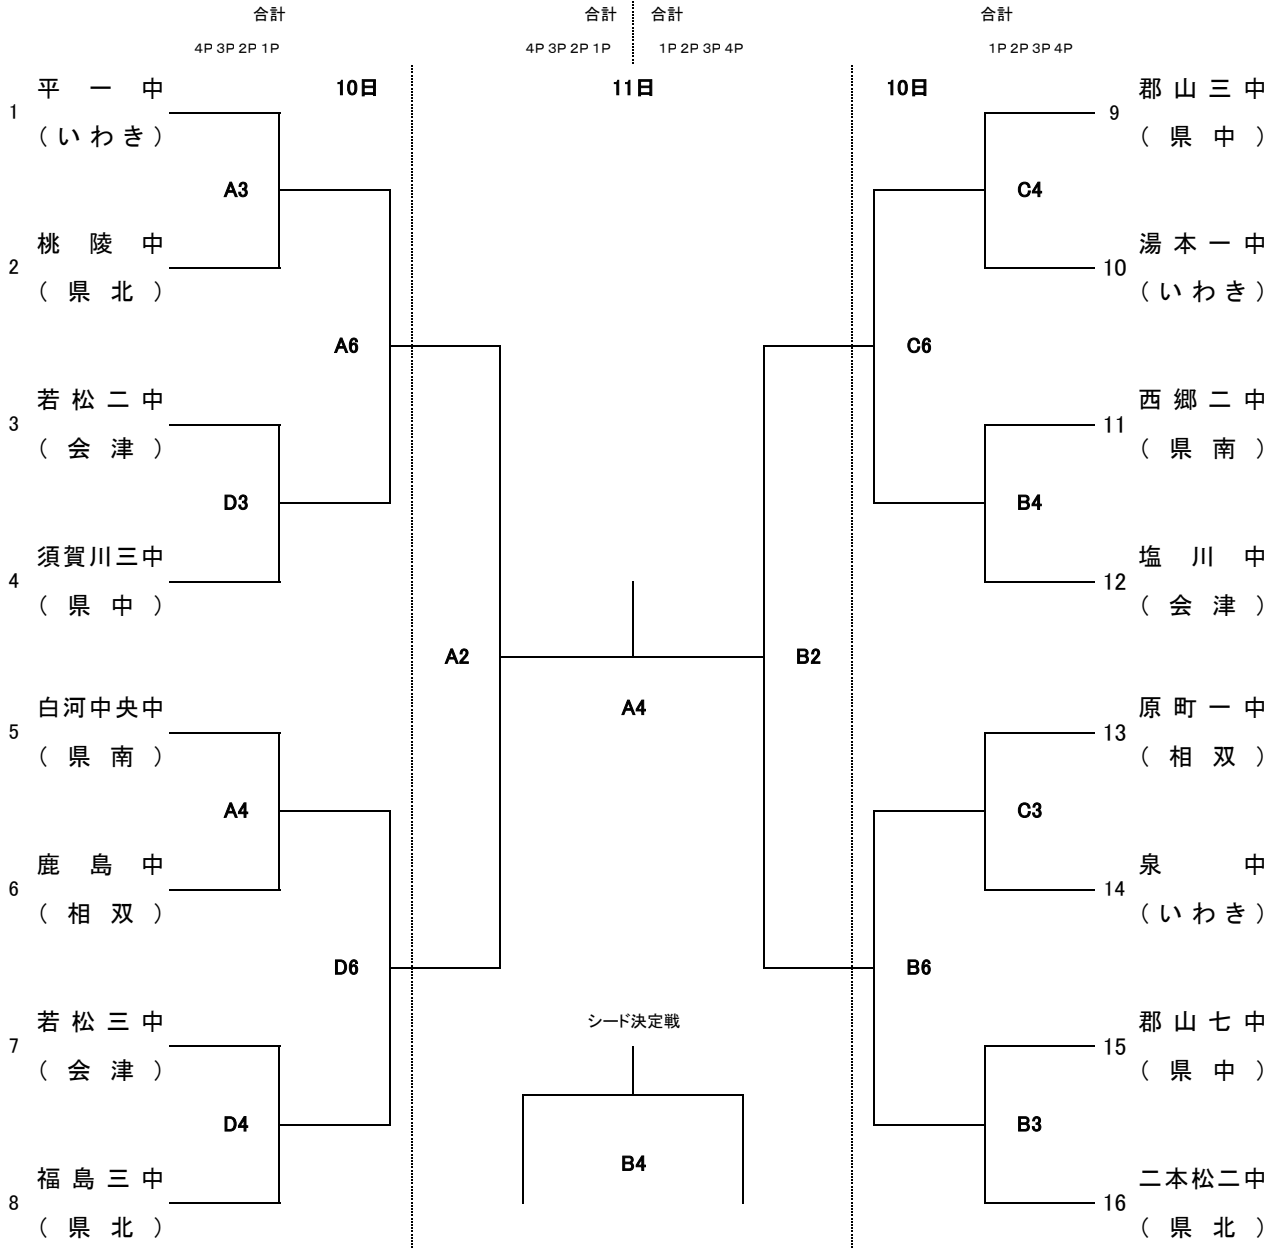 合計 合計 合計 合計
4P 3P 2P 1P 4P 3P 2P 1P 1P 2P 3P 4P 1P 2P 3P 4P
10日 11日 10日
1 平一中
(いわき)
A3
2 桃陵中
(県北)
A6
3 若松二中
(会津)
D3
4 須賀川三中
(県中)
A2
5 白河中央中
(県南)
A4
6 鹿島中
(相双)
D6
7 若松三中
(会津)
D4
8 福島三中
(県北)
A4
シード決定戦
B4
9 郡山三中
(県中)
C4
10 湯本一中
(いわき)
C6
11 西郷二中
(県南)
B4
12 塩川中
(会津)
B2
13 原町一中
(相双)
C3
14 泉中
(いわき)
B6
15 郡山七中
(県中)
B3
16 二本松二中
(県北)